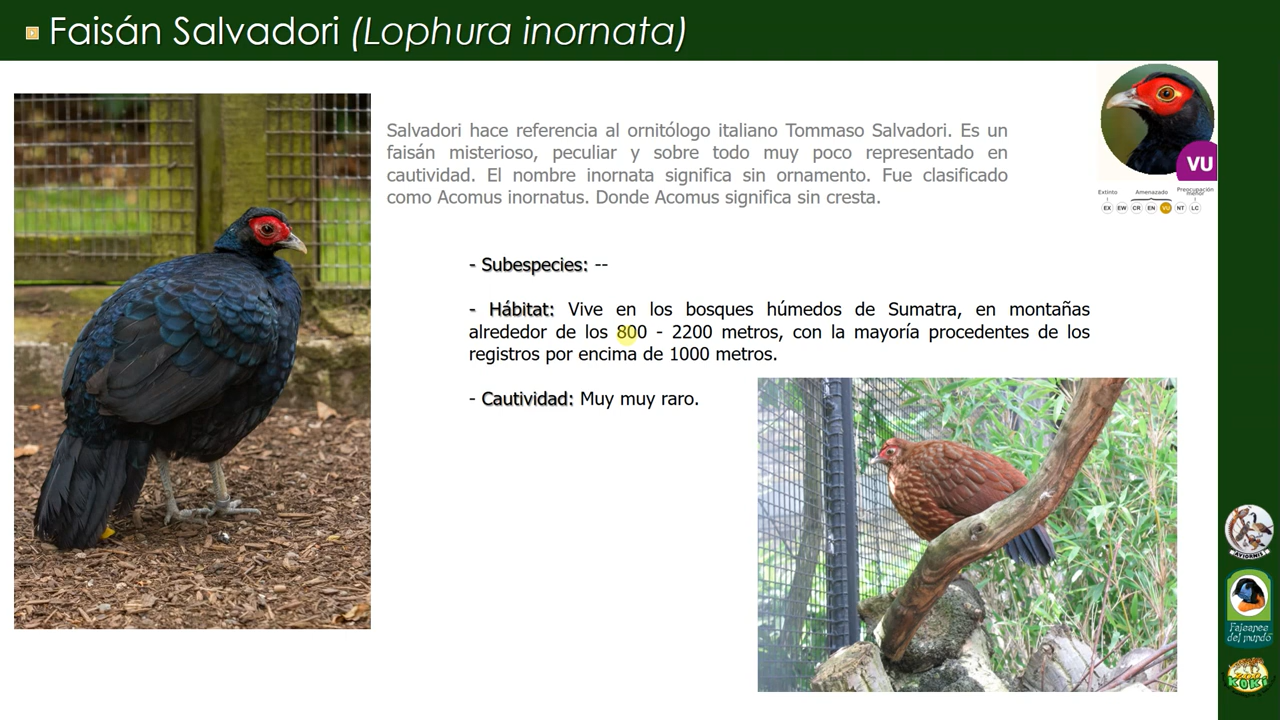 Faisán Salvadori (Lophura inornata)
Salvadori hace referencia al ornitólogo italiano Tommaso Salvadori. Es un
faisán misterioso, peculiar y sobre todo muy poco representado en
cautividad. El nombre inornata significa sin ornamento. Fue clasificado
como Acomus inornatus. Donde Acomus significa sin cresta.
VU
Extinto Amenazado Preocupación
menor
EX EW CR EN VU NT LC
- Subespecies: --
- Hábitat: Vive en los bosques húmedos de Sumatra, en montañas
alrededor de los 800 - 2200 metros, con la mayoría procedentes de los
registros por encima de 1000 metros.
- Cautividad: Muy muy raro.
AVIORNIS
Faisanes
del mundo
KOKI